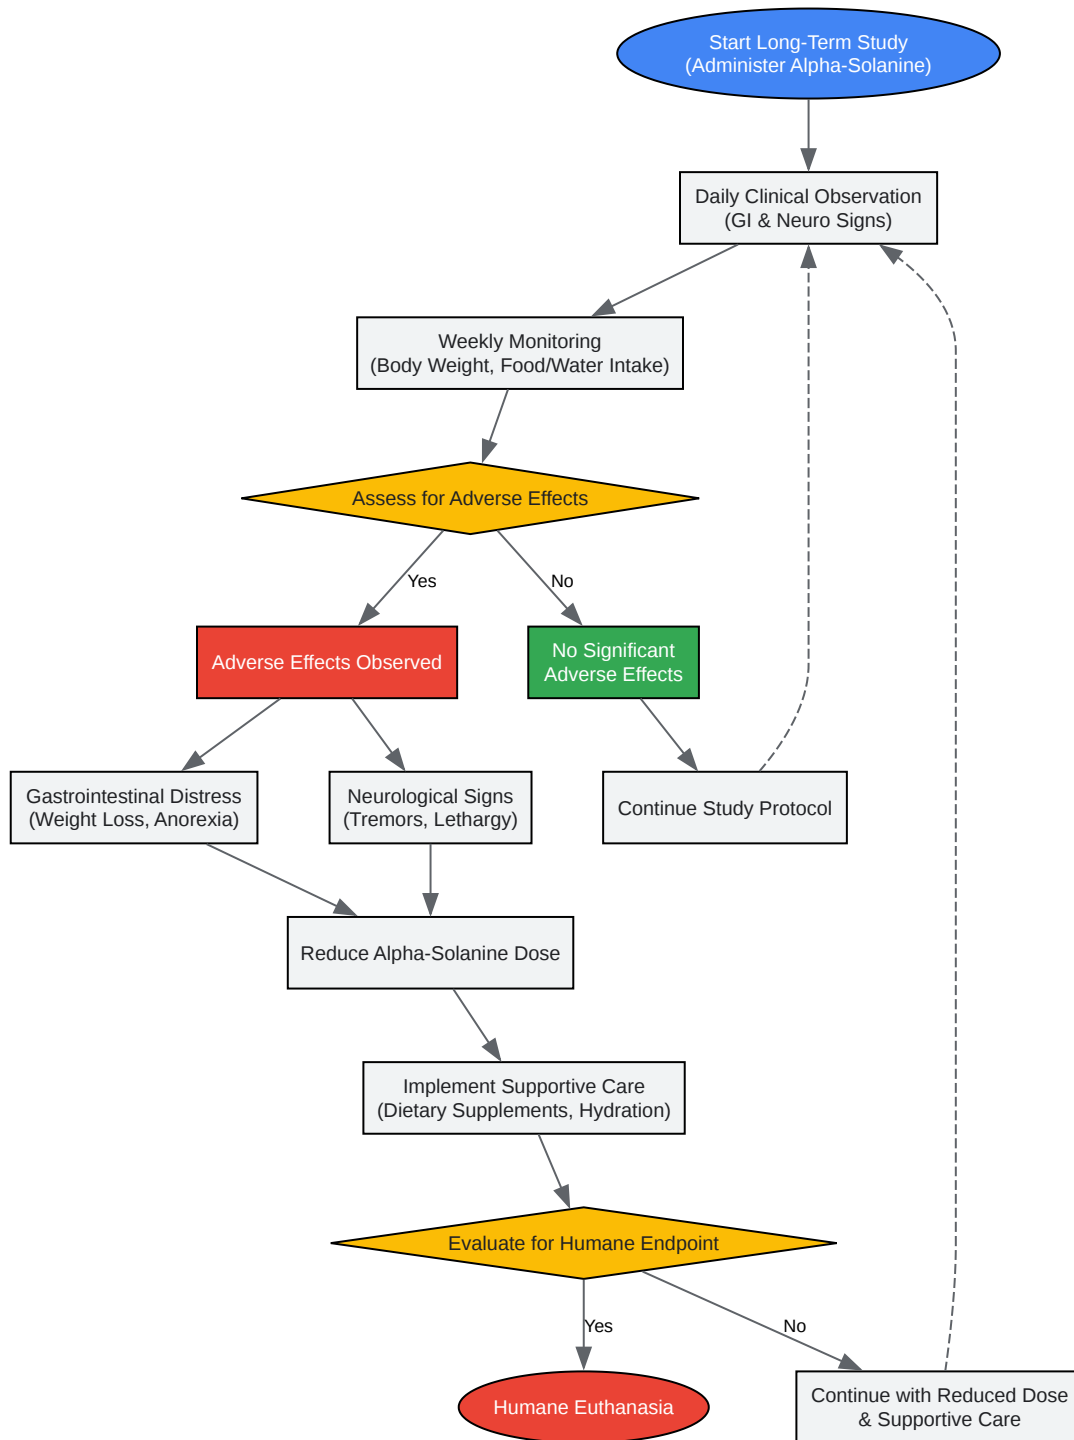 Start Long-Term Study
(Administer Alpha-Solanine)
Daily Clinical Observation
(GI & Neuro Signs)
Weekly Monitoring
(Body Weight, Food/Water Intake)
Assess for Adverse Effects
Yes
No
Adverse Effects Observed
No Significant
Adverse Effects
Gastrointestinal Distress
(Weight Loss, Anorexia)
Neurological Signs
(Tremors, Lethargy)
Continue Study Protocol
Reduce Alpha-Solanine Dose
Implement Supportive Care
(Dietary Supplements, Hydration)
Evaluate for Humane Endpoint
Yes
No
Humane Euthanasia
Continue with Reduced Dose
& Supportive Care